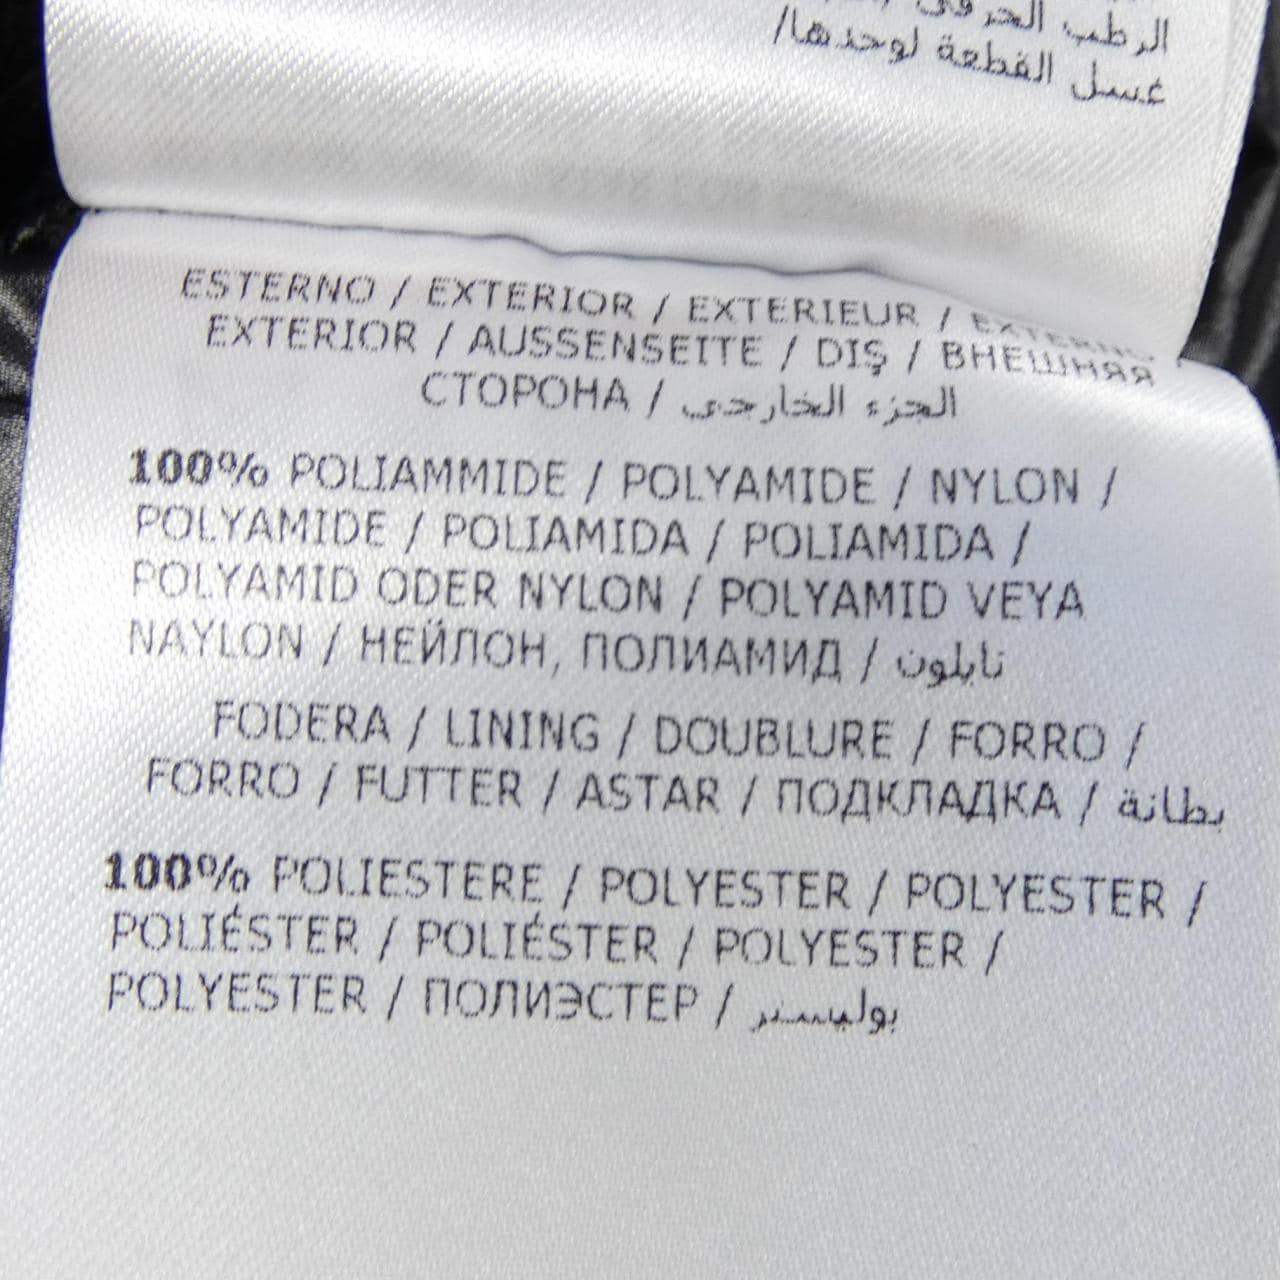 الرطب الحرفي
غسل القطعة لوحدها/
ESTERNO / EXTERIOR / EXTERIEUR /
EXTERIOR / AUSSENSEITE / DIŞ / ВНЕШНЯЯ
СТОРОНА / الجزء الخارجي
100% POLIAMMIDE / POLYAMIDE / NYLON /
POLYAMIDE / POLIAMIDA / POLIAMIDA /
POLYAMID ODER NYLON / POLYAMID VEYA
NAYLON / НЕЙЛОН, ПОЛИАМИД / نايلون
FODERA / LINING / DOUBLURE / FORRO /
FORRO / FUTTER / ASTAR / ПОДКЛАДКА / بطانة
100% POLIESTERE / POLYESTER / POLYESTER /
POLIÉSTER / POLIÉSTER / POLYESTER /
POLYESTER / ПОЛИЭСТЕР / بوليستر